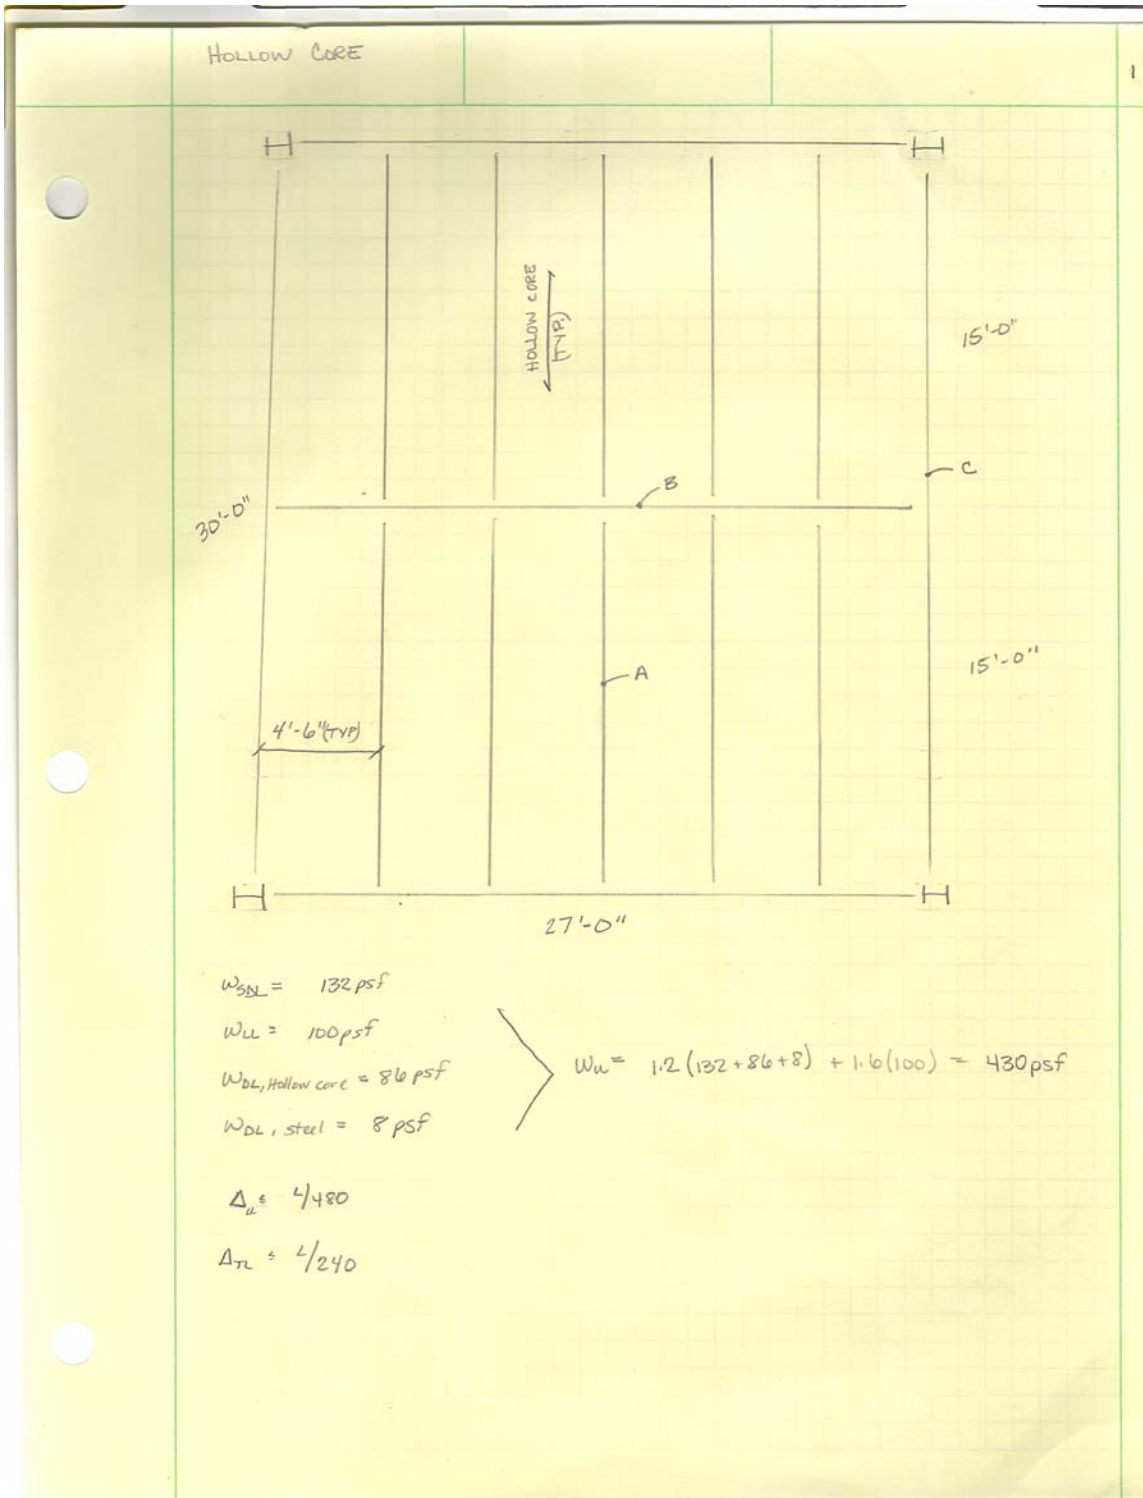 HOLLOW CORE
1
HOLLOW CORE
(TYP.)
15'-0"
C
B
30'-0"
15'-0"
A
4'-6"(TYP)
27'-0"
WSDL = 132 psf
WLL = 100 psf
WDL, Hollow core = 86 psf
WDL, steel = 8 psf
Wu = 1.2 (132+86+8) + 1.6(100) = 430 psf
ΔLL ≤ L/480
ΔTL ≤ L/240